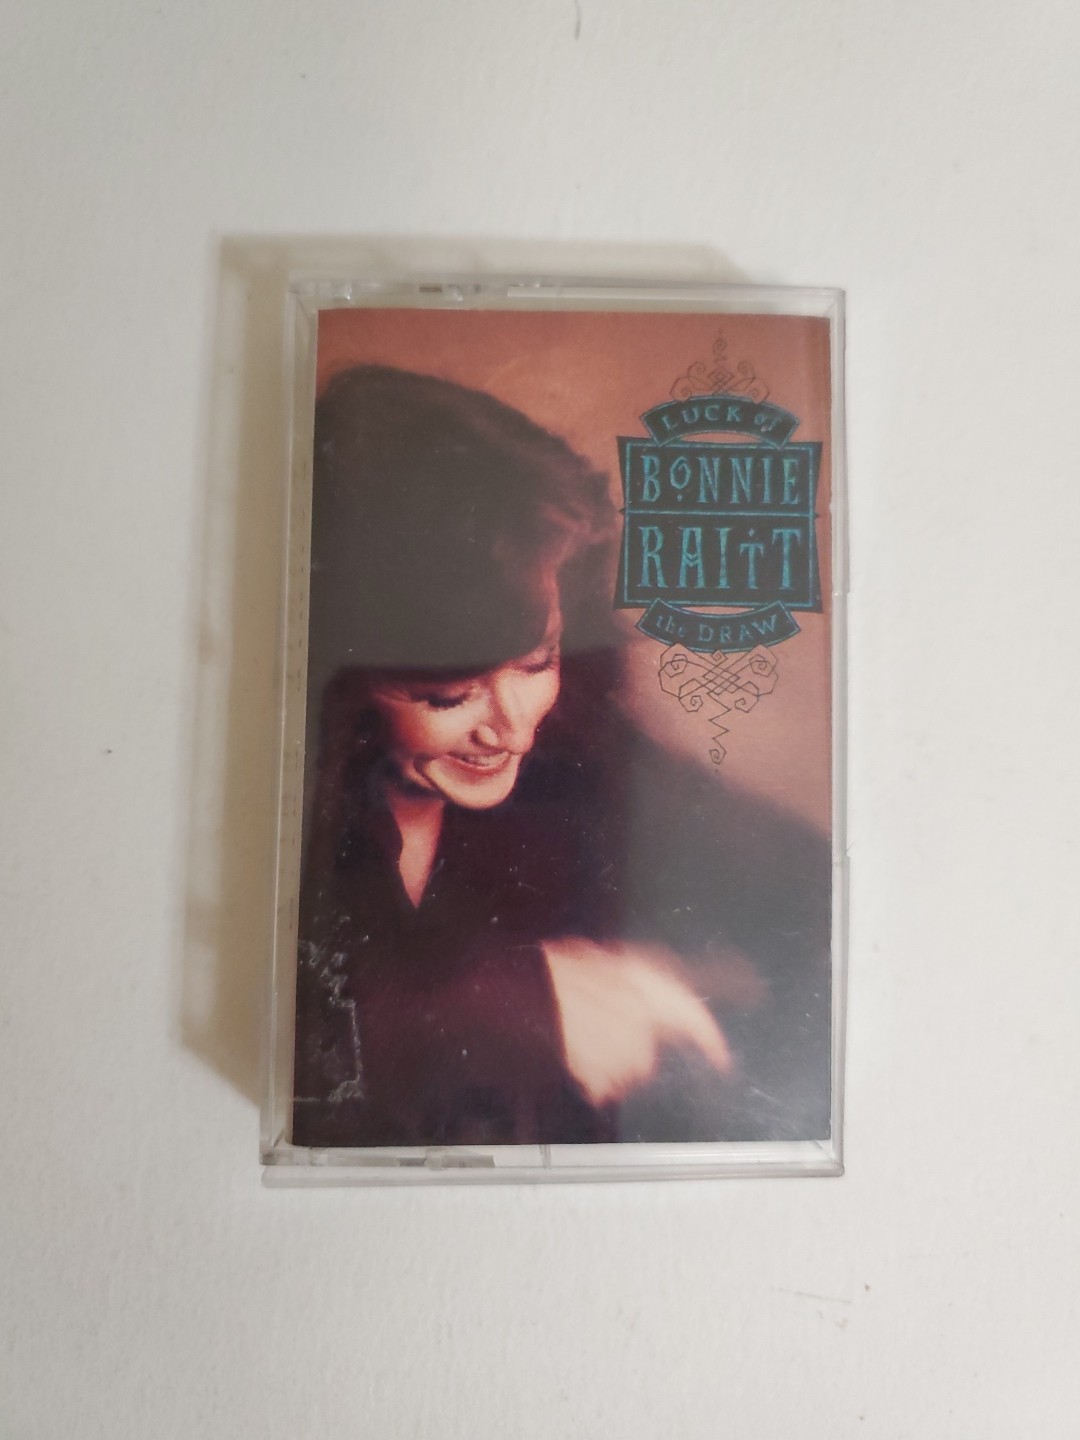 LUCK of
BONNIE
RAITT
the DRAW